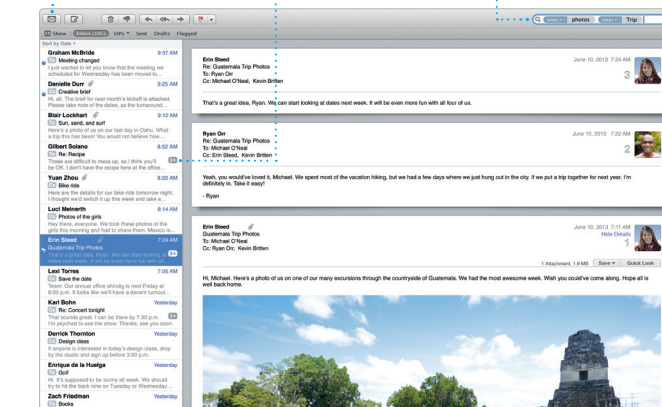 photos Trip
Show Inbox (195) VIPs Sent Drafts Flagged
Sort by Date
Graham McBride 9:37 AM
To Meeting changed
I just wanted to let you know that the meeting we
scheduled for Wednesday has been moved to...
Danielle Durr 9:25 AM
Cc Creative brief
Hi, all: The brief for next month's kickoff is attached.
Please take note of the dates, as the turnaround...
Blair Lockhart 9:12 AM
To Sun, sand, and surf
Here's a photo of us on our last day in Oahu. What
a trip this has been! You would not believe how...
Gilbert Solano 8:52 AM
To Re: Recipe
Those are difficult to mess up, so I think you'll
be OK. I don't have the recipe here at the office...
Yuan Zhou 8:33 AM
Cc Bike ride
Here are the details for our bike ride tomorrow night.
I thought we'd switch it up this week and take a...
Luci Meinerth 8:14 AM
Cc Photos of the girls
Hey there, everyone. We took these photos of the
girls this morning and had to share them. Mexico is...
Erin Steed 7:24 AM
Guatemala Trip Photos
That's a great idea, Ryan. We can start looking at
dates next week. It will be even more fun with all...
Lexi Torres 7:05 AM
Cc Save the date
Team: Our annual office shindig is next Friday at
8:00 p.m. It looks like we'll have a decent turnout...
Karl Bohn Yesterday
Cc Re: Concert tonight
That sounds great. I can be there by 7:30 p.m.
I'm psyched to see the show. Thanks, see you soon.
Derrick Thornton Yesterday
Cc Design class
If anyone is interested in today's design class, drop
by the studio and sign up before 3:00 p.m.
Enrique de la Huelga Yesterday
To Golf
Hi. It's supposed to be sunny all week. We should
try to hit the back nine on Tuesday or Wednesday...
Zach Friedman Yesterday
To Books
Erin Steed June 10, 2013 7:24 AM
Re: Guatemala Trip Photos
To: Ryan Orr 3
Cc: Michael O'Neal, Kevin Britten
That's a great idea, Ryan. We can start looking at dates next week. It will be even more fun with all four of us.
Ryan Orr June 10, 2013 7:22 AM
Re: Guatemala Trip Photos
To: Michael O'Neal 2
Cc: Erin Steed, Kevin Britten
Yeah, you would've loved it, Michael. We spent most of the vacation hiking, but we had a few days where we just hung out in the city. If we put a trip together for next year, I'm
definitely in. Take it easy!
- Ryan
Erin Steed June 10, 2013 7:11 AM
Guatemala Trip Photos Hide Details
To: Michael O'Neal 1
Cc: Ryan Orr, Kevin Britten
1 Attachment, 1.9 MB Save Quick Look
Hi, Michael. Here's a photo of us on one of our many excursions through the countryside of Guatemala. We had the most awesome week. Wish you could've come along. Hope all is
well back home.